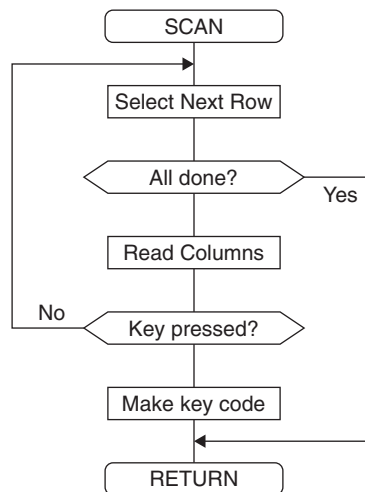 SCAN
Select Next Row
All done?
Yes
Read Columns
No
Key pressed?
Make key code
RETURN